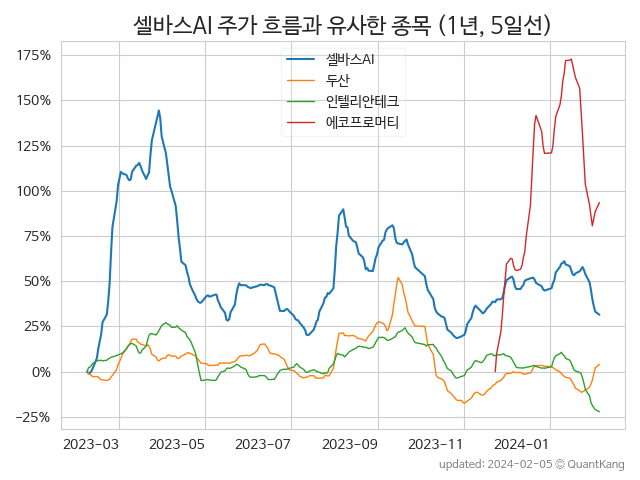 셀바스AI 주가 흐름과 유사한 종목 (1년, 5일선)
셀바스AI
두산
인텔리안테크
에코프로머티
175%
150%
125%
100%
75%
50%
25%
0%
−25%
2023-03 2023-05 2023-07 2023-09 2023-11 2024-01
updated: 2024-02-05 © QuantKang